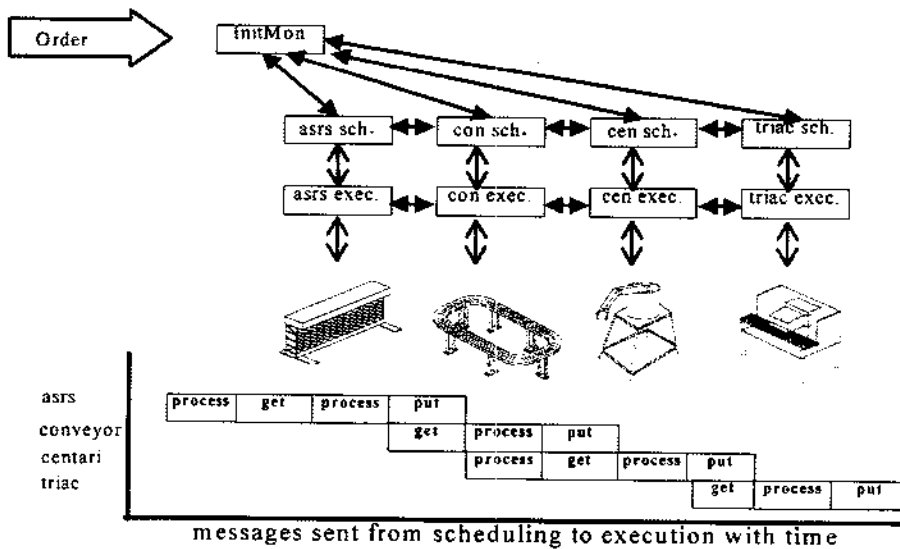 Order
initMon
asrs sch. con sch. cen sch. triac sch.
asrs exec. con exec. cen exec. triac exec.
asrs process get process put
conveyor get process put
centari process get process put
triac get process put
messages sent from scheduling to execution with time